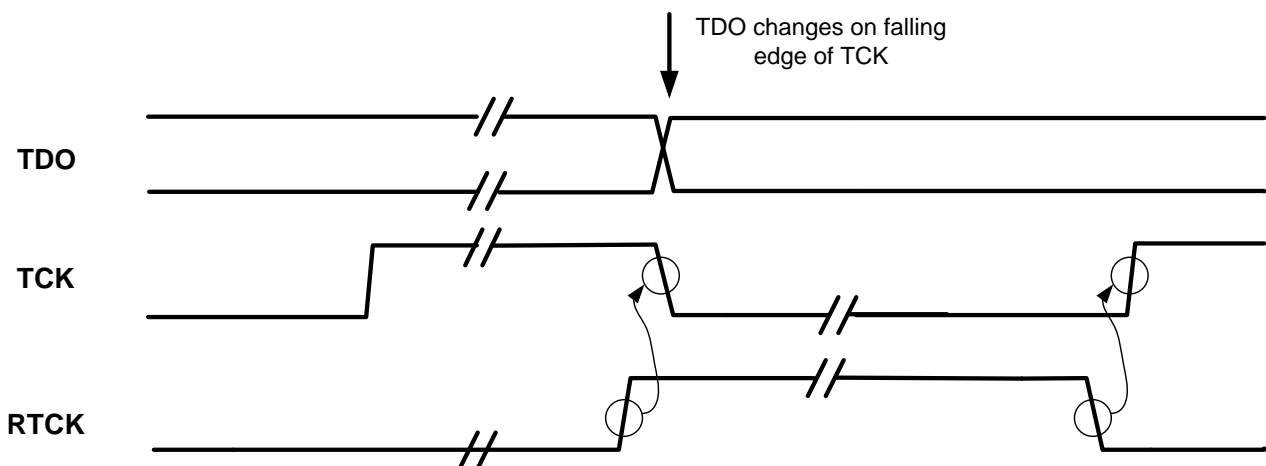 TDO changes on falling
edge of TCK
TDO
TCK
RTCK